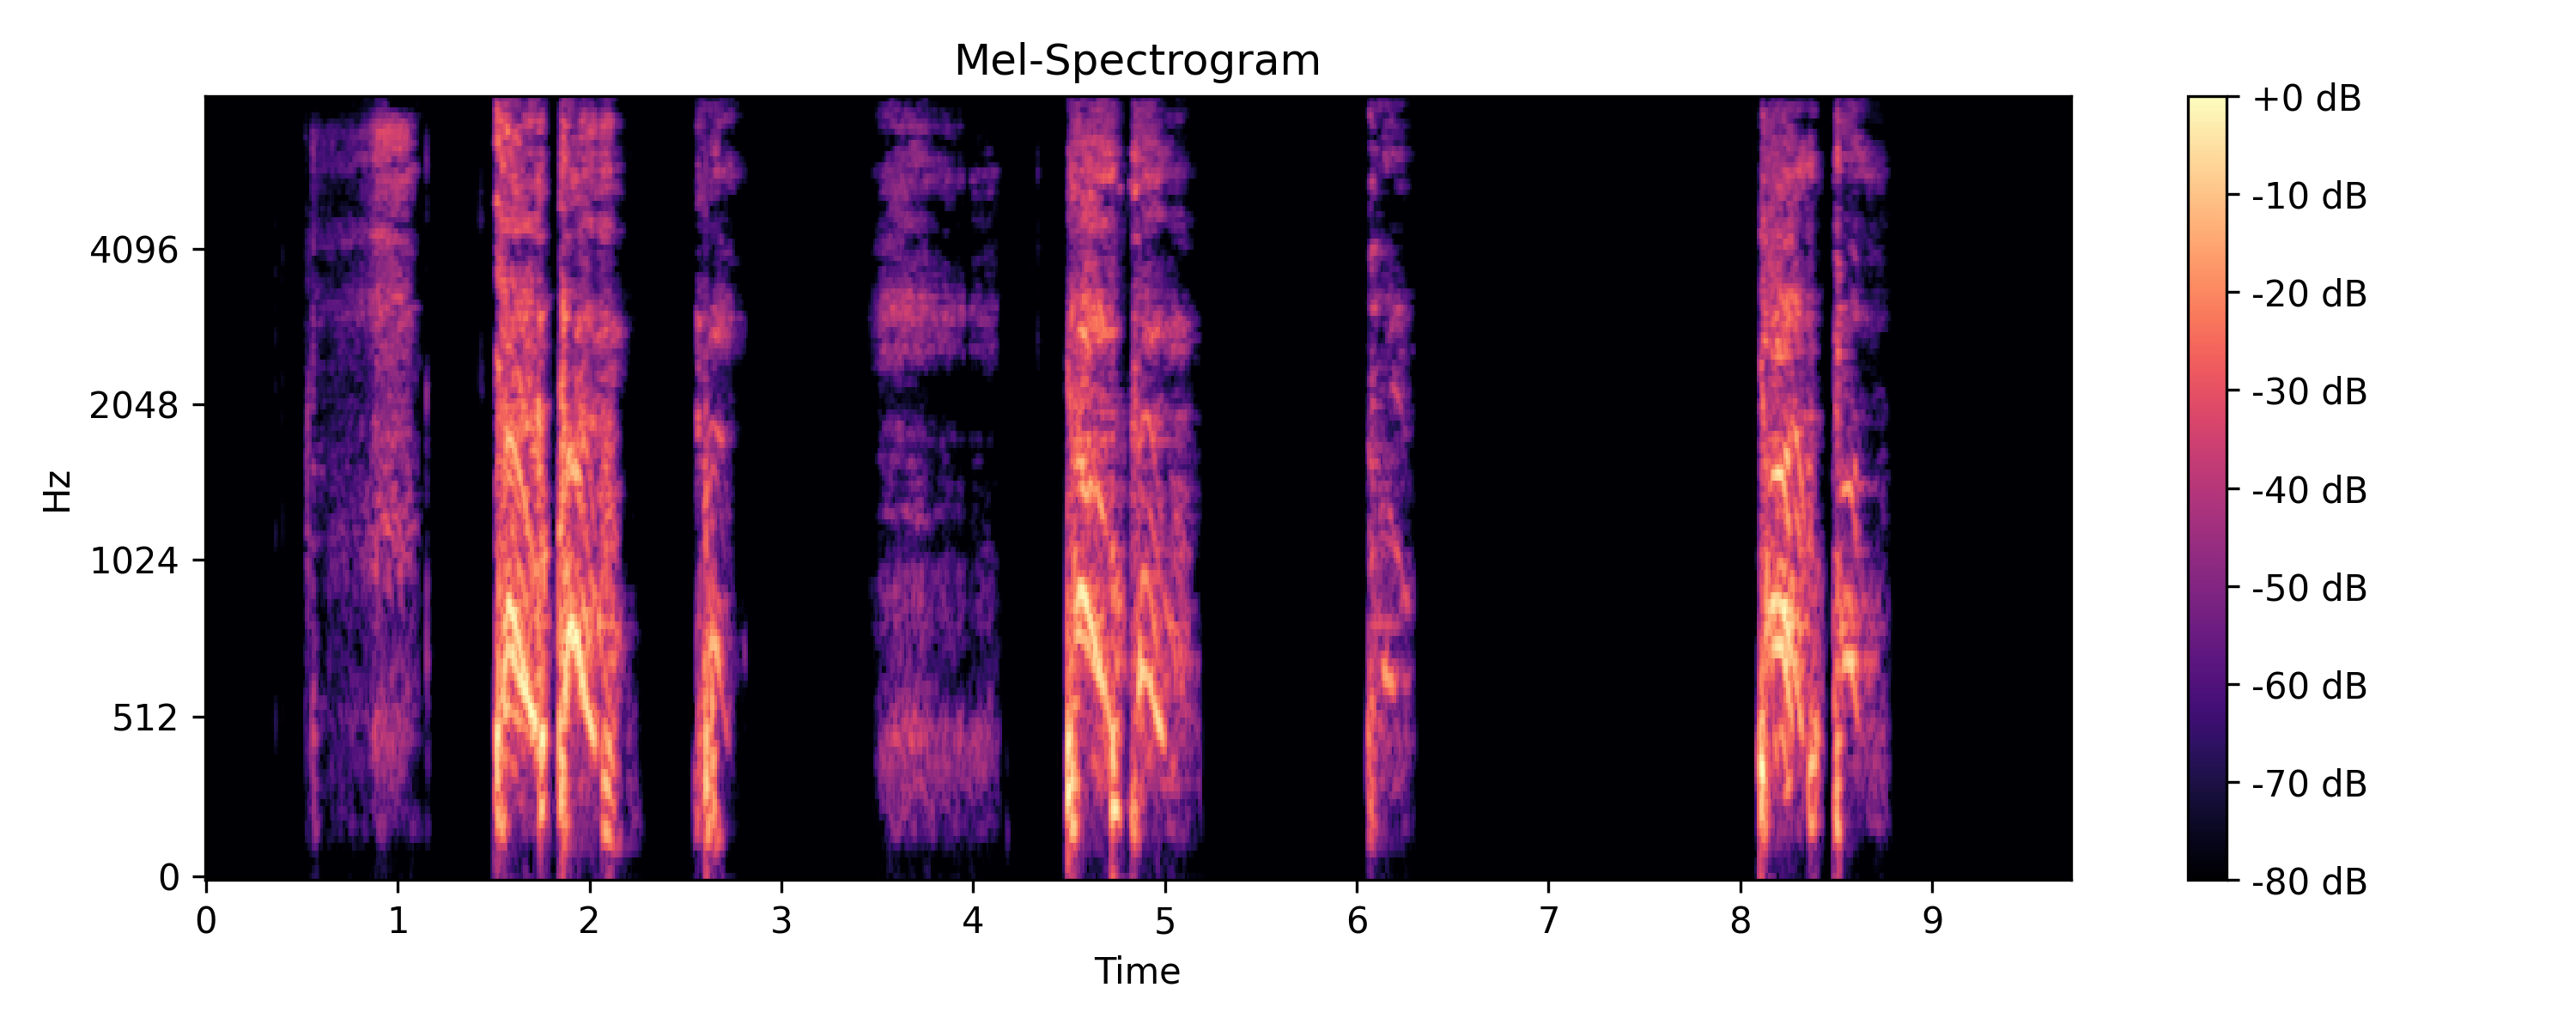 Mel-Spectrogram
+0 dB
-10 dB
-20 dB
-30 dB
-40 dB
-50 dB
-60 dB
-70 dB
-80 dB
Hz
4096
2048
1024
512
0
0 1 2 3 4 5 6 7 8 9
Time